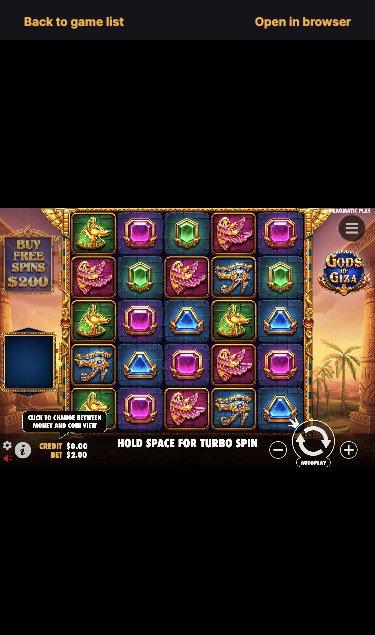 Back to game list
Open in browser
PRAGMATIC PLAY
BUY
FREE
SPINS
$200
GODS
OF
GIZA
CLICK TO CHANGE BETWEEN
MONEY AND COIN VIEW
CREDIT $0.00
BET $2.00
HOLD SPACE FOR TURBO SPIN
AUTOPLAY